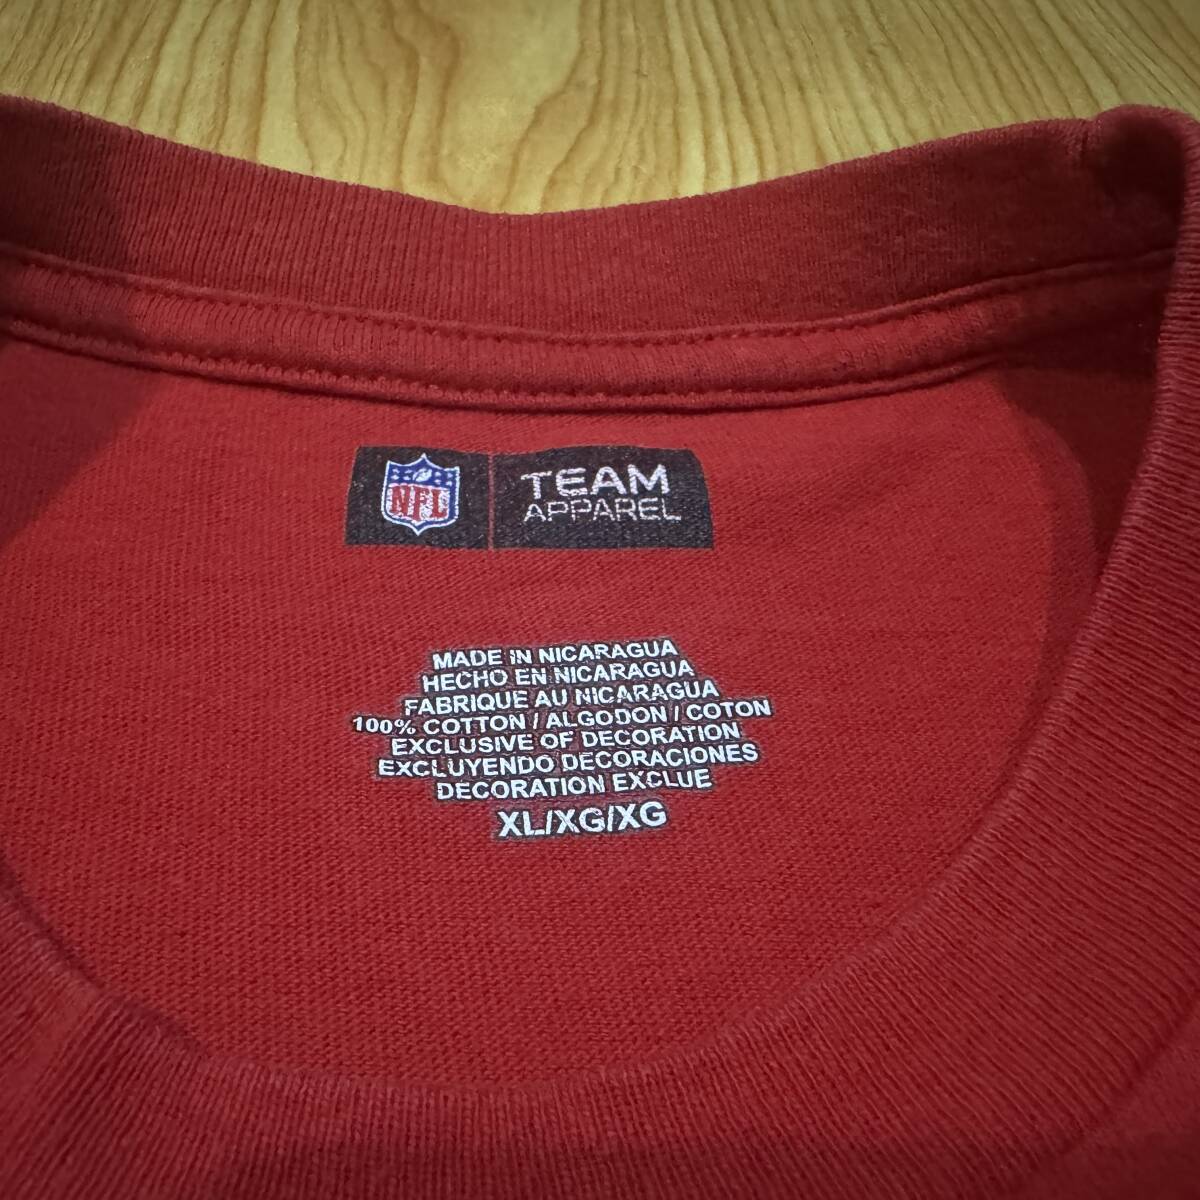 NFL TEAM
APPAREL
MADE IN NICARAGUA
HECHO EN NICARAGUA
FABRIQUE AU NICARAGUA
100% COTTON / ALGODON / COTON
EXCLUSIVE OF DECORATION
EXCLUYENDO DECORACIONES
DECORATION EXCLUE
XL/XG/XG